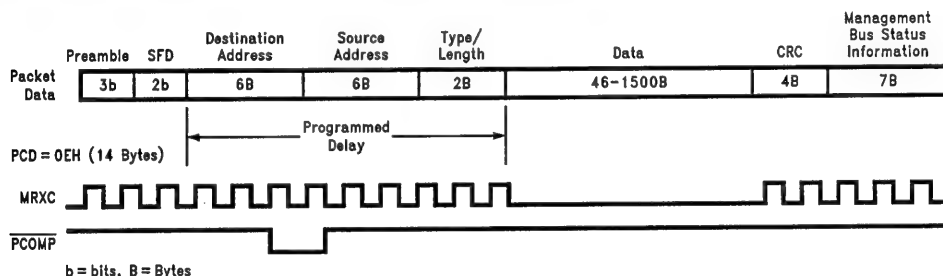 Preamble SFD Destination Address Source Address Type/ Length Data CRC Management Bus Status Information
Packet Data 3b 2b 6B 6B 2B 46-1500B 4B 7B
Programmed Delay
PCD = 0EH (14 Bytes)
MRXC
PCOMP
b = bits, B = Bytes